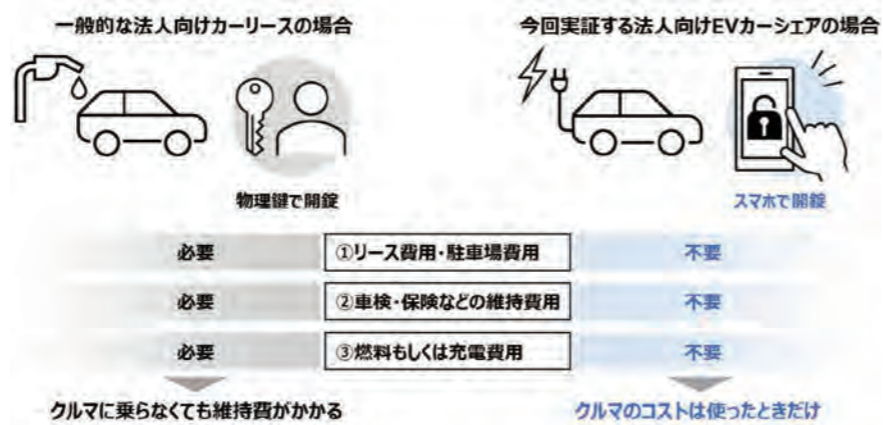 一般的な法人向けカーリースの場合
今回実証する法人向けEVカーシェアの場合
物理鍵で開錠
スマホで開錠
必要
①リース費用・駐車場費用
不要
必要
②車検・保険などの維持費用
不要
必要
③燃料もしくは充電費用
不要
クルマに乗らなくても維持費がかかる
クルマのコストは使ったときだけ